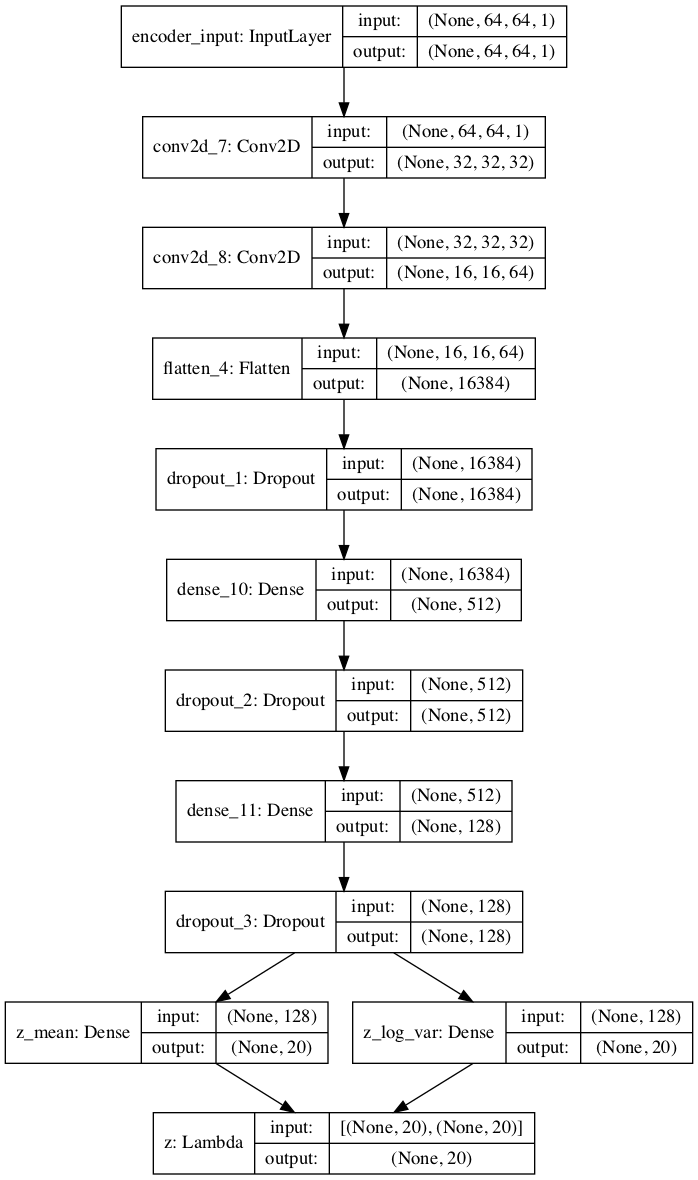 encoder_input: InputLayer
input: (None, 64, 64, 1)
output: (None, 64, 64, 1)
conv2d_7: Conv2D
input: (None, 64, 64, 1)
output: (None, 32, 32, 32)
conv2d_8: Conv2D
input: (None, 32, 32, 32)
output: (None, 16, 16, 64)
flatten_4: Flatten
input: (None, 16, 16, 64)
output: (None, 16384)
dropout_1: Dropout
input: (None, 16384)
output: (None, 16384)
dense_10: Dense
input: (None, 16384)
output: (None, 512)
dropout_2: Dropout
input: (None, 512)
output: (None, 512)
dense_11: Dense
input: (None, 512)
output: (None, 128)
dropout_3: Dropout
input: (None, 128)
output: (None, 128)
z_mean: Dense
input: (None, 128)
output: (None, 20)
z_log_var: Dense
input: (None, 128)
output: (None, 20)
z: Lambda
input: [(None, 20), (None, 20)]
output: (None, 20)